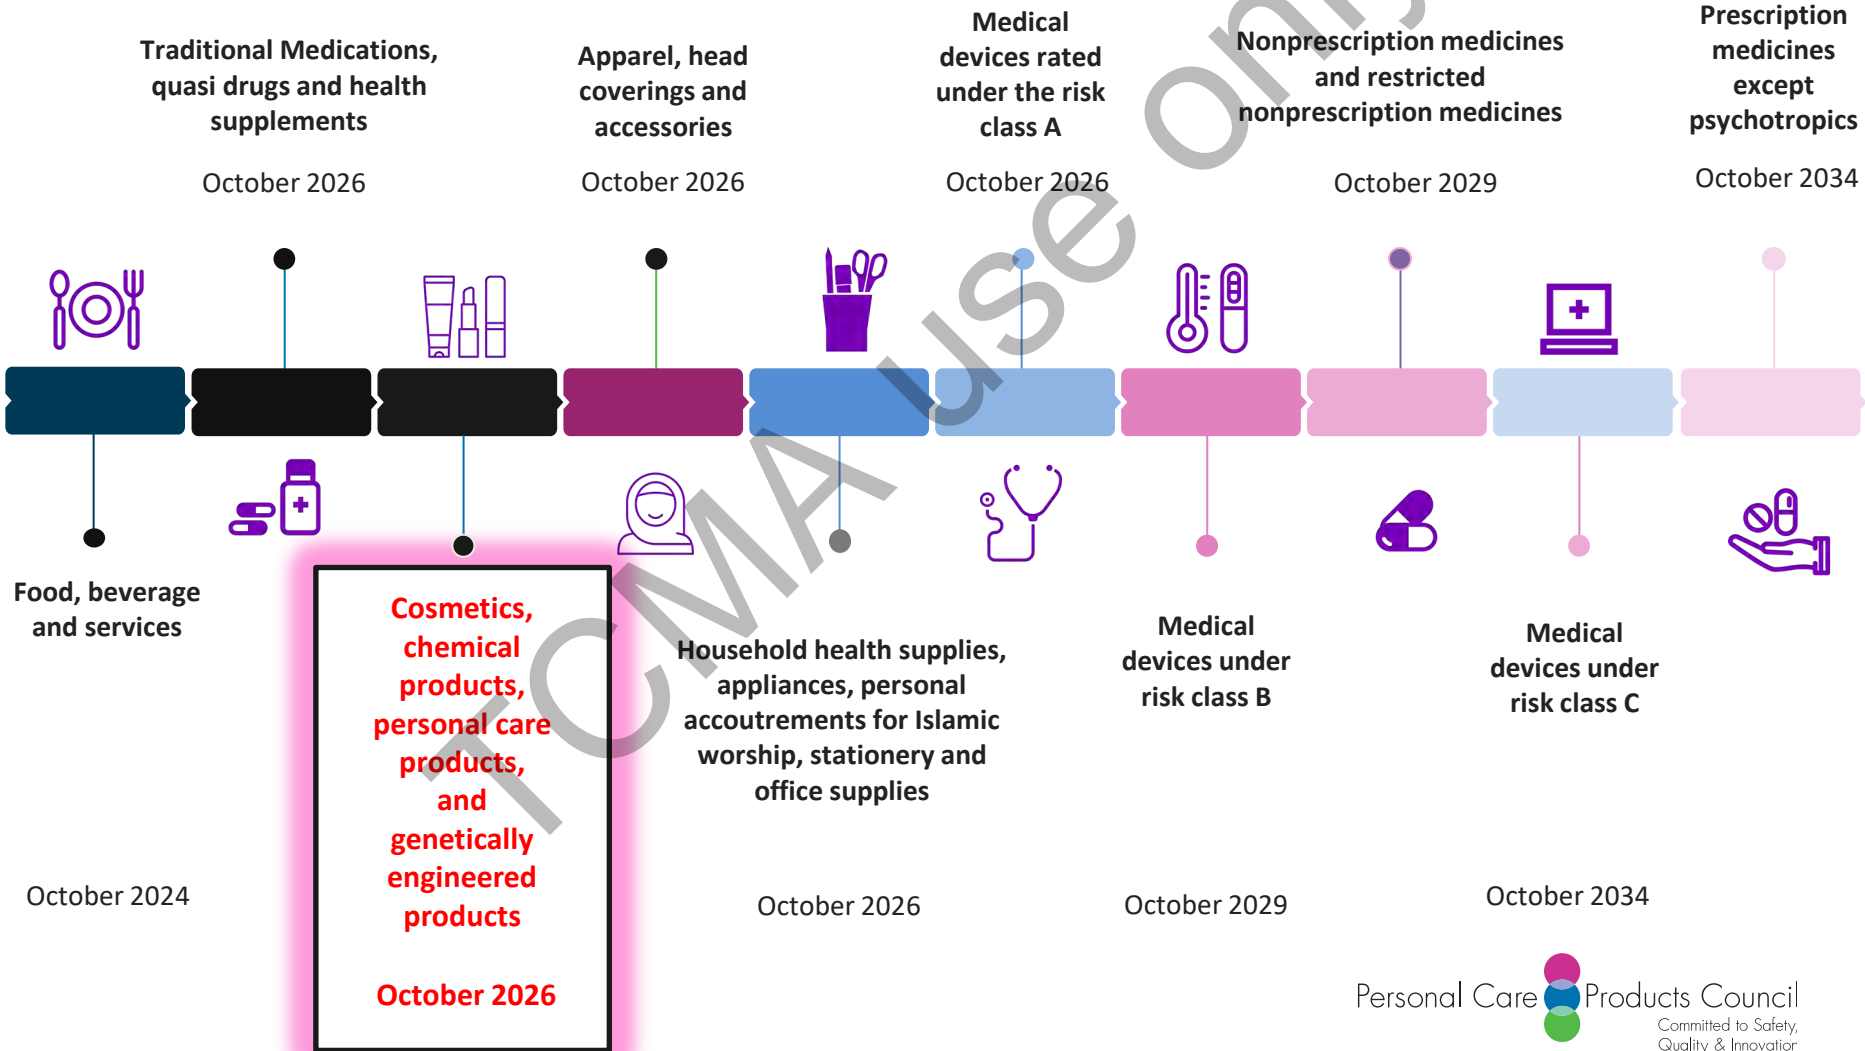 Traditional Medications,
quasi drugs and health
supplements
October 2026
Apparel, head
coverings and
accessories
October 2026
Medical
devices rated
under the risk
class A
October 2026
Nonprescription medicines
and restricted
nonprescription medicines
October 2029
Prescription
medicines
except
psychotropics
October 2034
Food, beverage
and services
October 2024
Cosmetics,
chemical
products,
personal care
products,
and
genetically
engineered
products
October 2026
Household health supplies,
appliances, personal
accoutrements for Islamic
worship, stationery and
office supplies
October 2026
Medical
devices under
risk class B
October 2029
Medical
devices under
risk class C
October 2034
TCMA use only
Personal Care Products Council
Committed to Safety,
Quality & Innovation